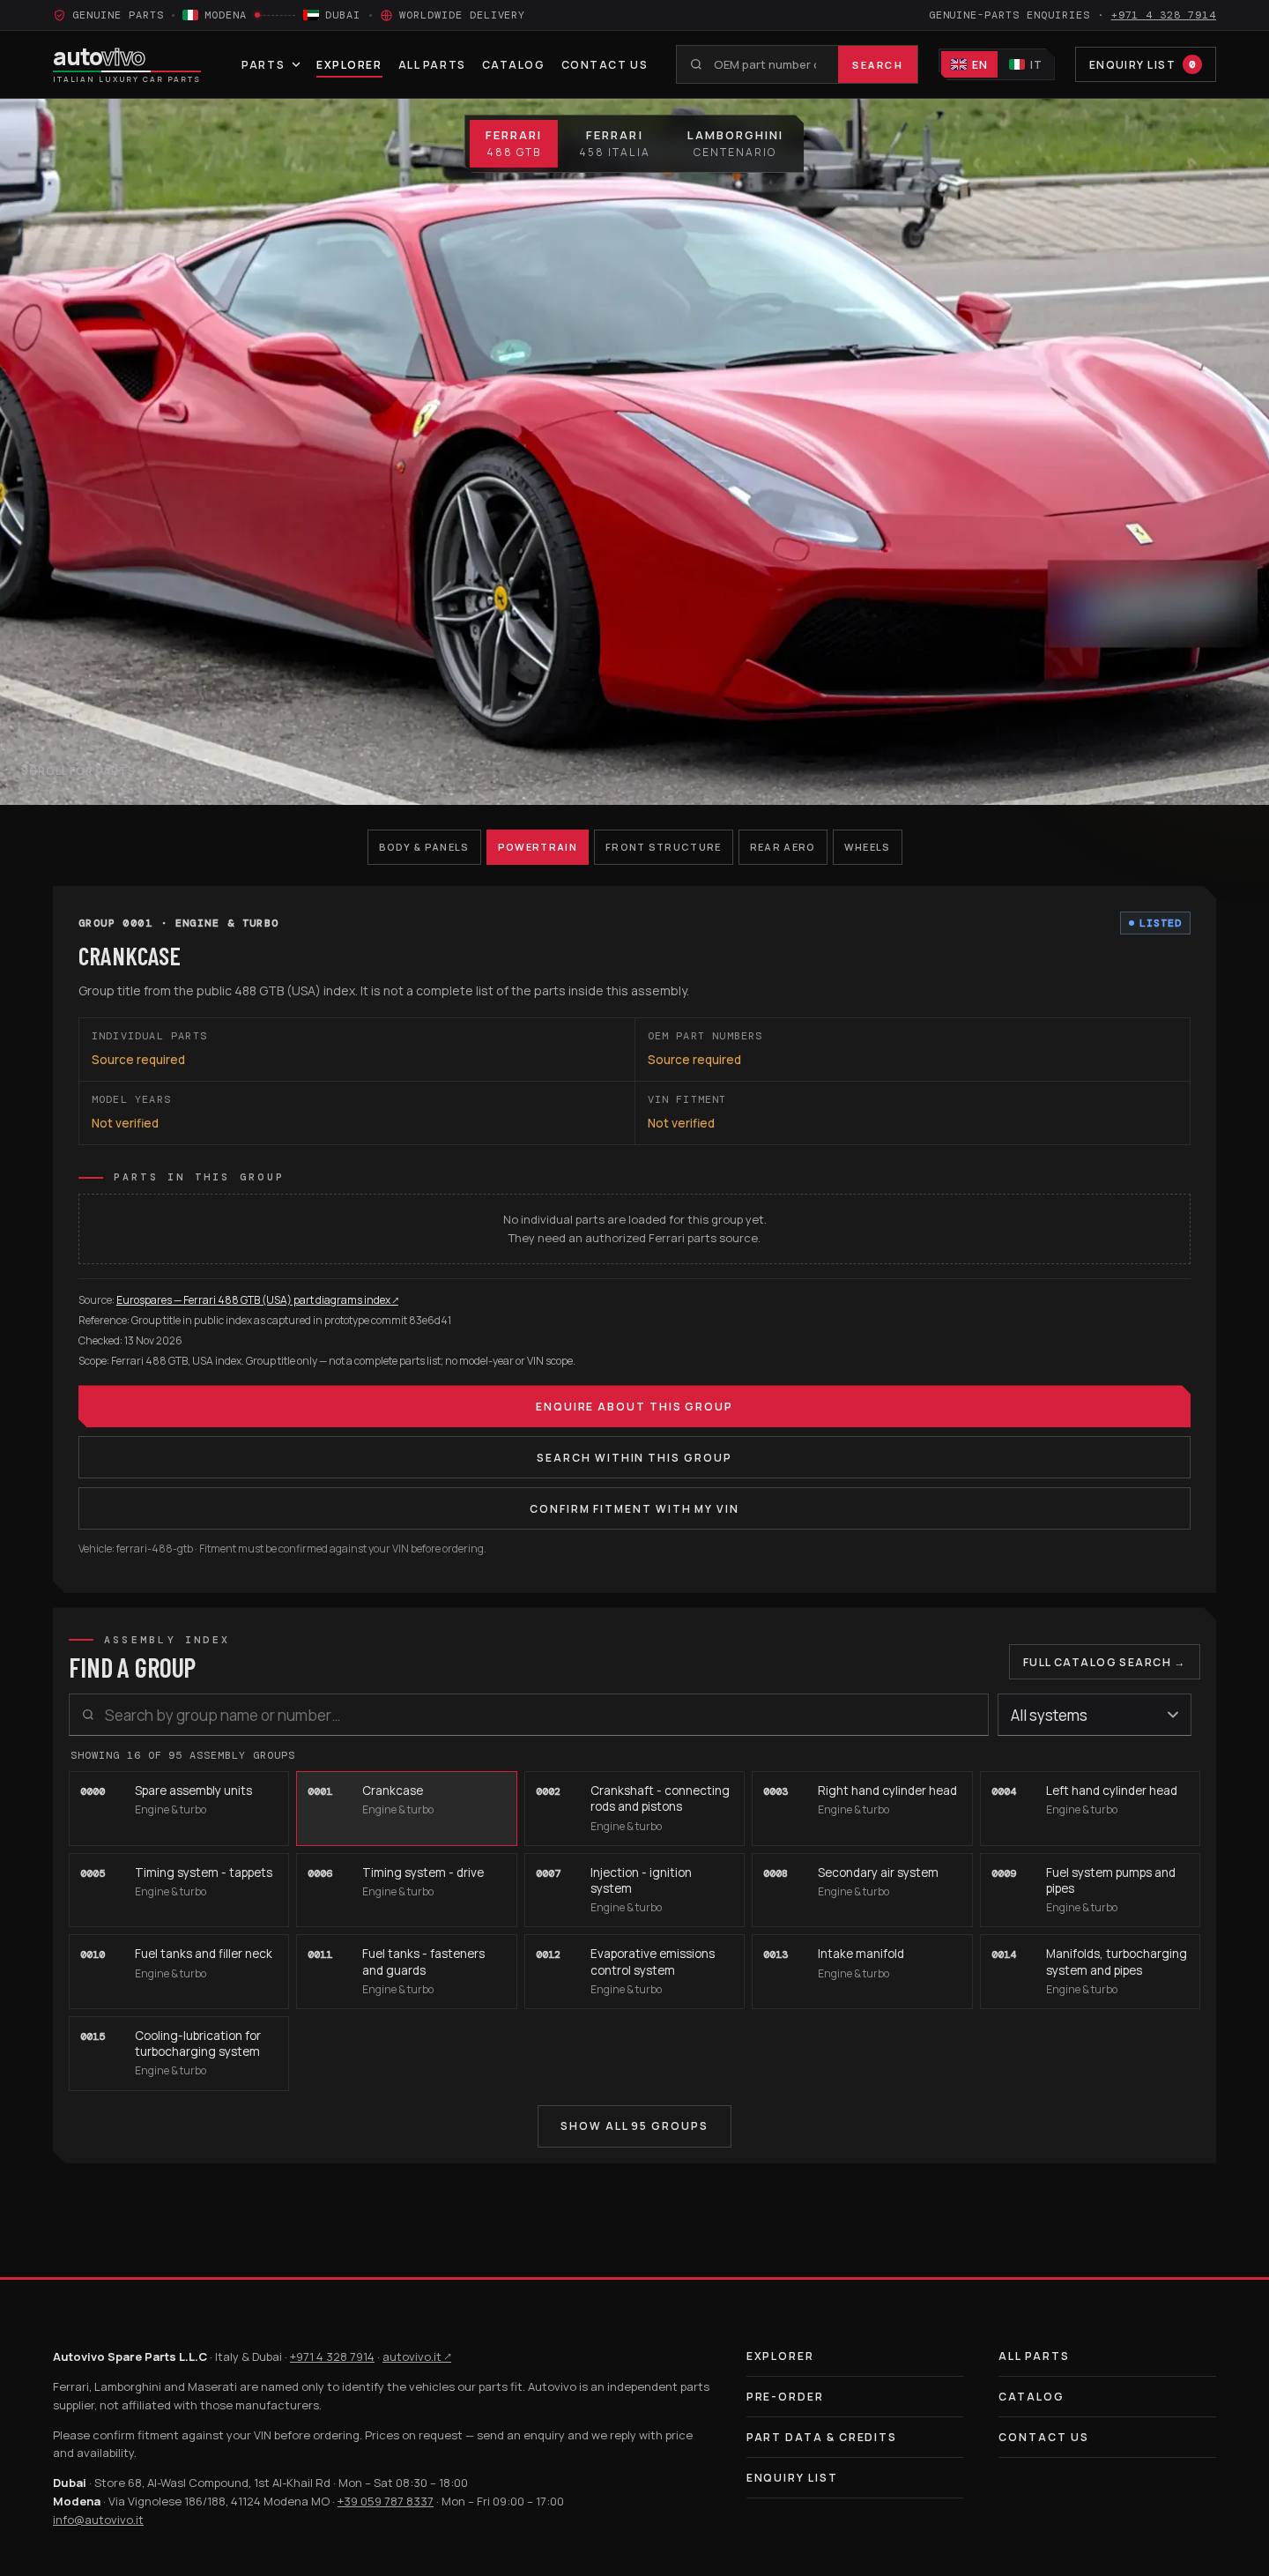 GENUINE PARTS • MODENA DUBAI • WORLDWIDE DELIVERY
GENUINE-PARTS ENQUIRIES · +971 4 328 7914
autovivo
ITALIAN LUXURY CAR PARTS
PARTS EXPLORER ALL PARTS CATALOG CONTACT US
OEM part number
SEARCH
EN IT
ENQUIRY LIST 0
FERRARI
488 GTB
FERRARI
458 ITALIA
LAMBORGHINI
CENTENARIO
BODY & PANELS
POWERTRAIN
FRONT STRUCTURE
REAR AERO
WHEELS
GROUP 0001 · ENGINE & TURBO
LISTED
CRANKCASE
Group title from the public 488 GTB (USA) index. It is not a complete list of the parts inside this assembly.
INDIVIDUAL PARTS
Source required
OEM PART NUMBERS
Source required
MODEL YEARS
Not verified
VIN FITMENT
Not verified
PARTS IN THIS GROUP
No individual parts are loaded for this group yet.
They need an authorized Ferrari parts source.
Source: Eurospares — Ferrari 488 GTB (USA) part diagrams index ↗
Reference: Group title in public index as captured in prototype commit 83e6d41
Checked: 13 Nov 2026
Scope: Ferrari 488 GTB, USA index. Group title only — not a complete parts list; no model-year or VIN scope.
ENQUIRE ABOUT THIS GROUP
SEARCH WITHIN THIS GROUP
CONFIRM FITMENT WITH MY VIN
Vehicle: ferrari-488-gtb · Fitment must be confirmed against your VIN before ordering.
ASSEMBLY INDEX
FIND A GROUP
FULL CATALOG SEARCH →
Search by group name or number…
All systems
SHOWING 16 OF 95 ASSEMBLY GROUPS
0000 Spare assembly units
Engine & turbo
0001 Crankcase
Engine & turbo
0002 Crankshaft - connecting
rods and pistons
Engine & turbo
0003 Right hand cylinder head
Engine & turbo
0004 Left hand cylinder head
Engine & turbo
0005 Timing system - tappets
Engine & turbo
0006 Timing system - drive
Engine & turbo
0007 Injection - ignition
system
Engine & turbo
0008 Secondary air system
Engine & turbo
0009 Fuel system pumps and
pipes
Engine & turbo
0010 Fuel tanks and filler neck
Engine & turbo
0011 Fuel tanks - fasteners
and guards
Engine & turbo
0012 Evaporative emissions
control system
Engine & turbo
0013 Intake manifold
Engine & turbo
0014 Manifolds, turbocharging
system and pipes
Engine & turbo
0015 Cooling-lubrication for
turbocharging system
Engine & turbo
SHOW ALL 95 GROUPS
Autovivo Spare Parts L.L.C · Italy & Dubai · +971 4 328 7914 · autovivo.it ↗
Ferrari, Lamborghini and Maserati are named only to identify the vehicles our parts fit. Autovivo is an independent parts
supplier, not affiliated with those manufacturers.
Please confirm fitment against your VIN before ordering. Prices on request — send an enquiry and we reply with price
and availability.
Dubai · Store 68, Al-Wasl Compound, 1st Al-Khail Rd · Mon – Sat 08:30 – 18:00
Modena · Via Vignolese 186/188, 41124 Modena MO · +39 059 787 8337 · Mon – Fri 09:00 – 17:00
info@autovivo.it
EXPLORER
PRE-ORDER
PART DATA & CREDITS
ENQUIRY LIST
ALL PARTS
CATALOG
CONTACT US